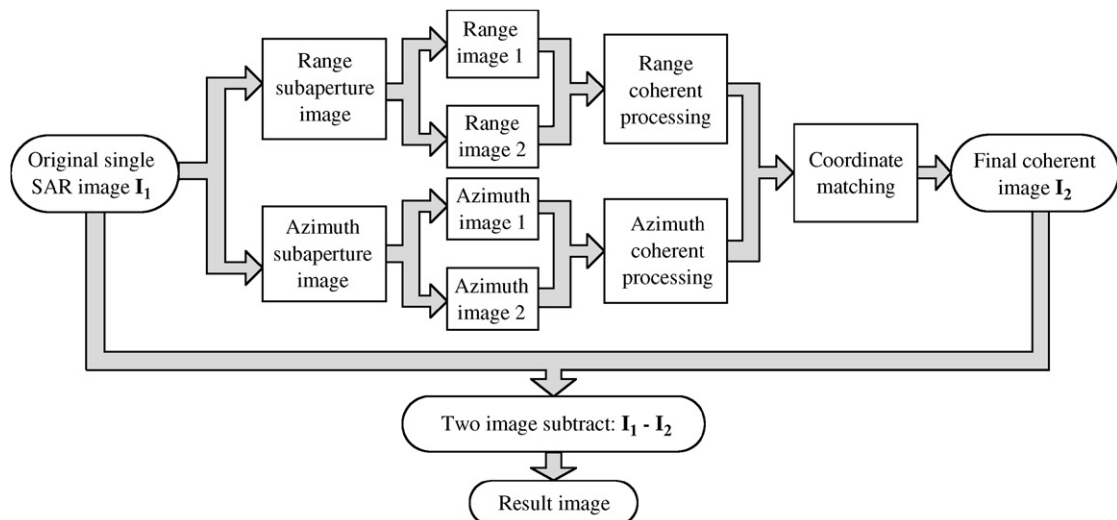 Original single
SAR image I₁
Range
subaperture
image
Azimuth
subaperture
image
Range
image 1
Range
image 2
Azimuth
image 1
Azimuth
image 2
Range
coherent
processing
Azimuth
coherent
processing
Coordinate
matching
Final coherent
image I₂
Two image subtract: I₁ - I₂
Result image